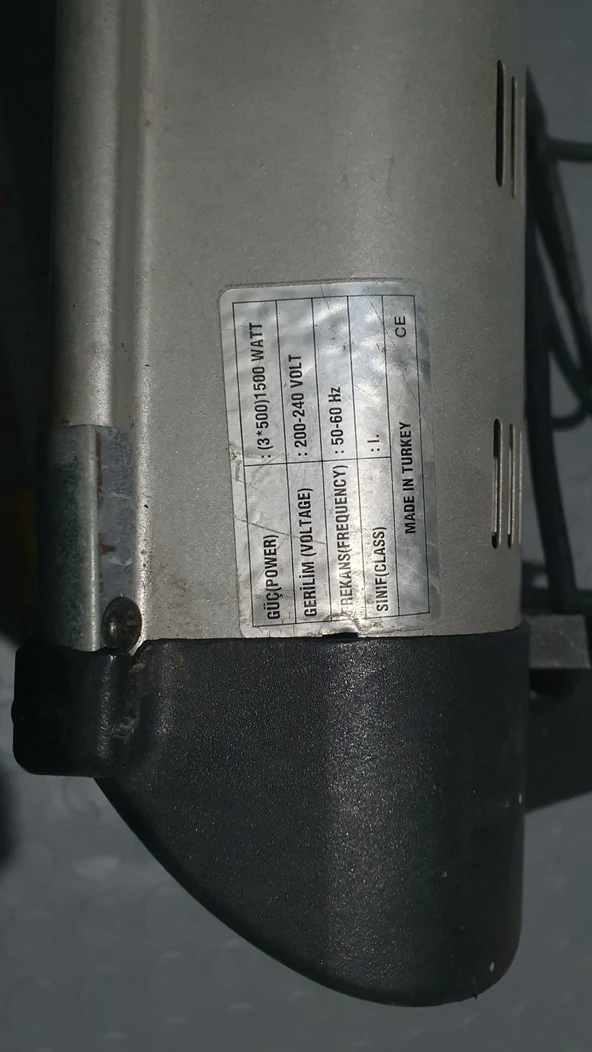 GÜÇ(POWER) : (3*500)1500 WATT
GERİLİM (VOLTAGE) : 200-240 VOLT
REKANS(FREQUENCY) : 50-60 Hz
SINIF(CLASS) : I.
MADE IN TURKEY CE